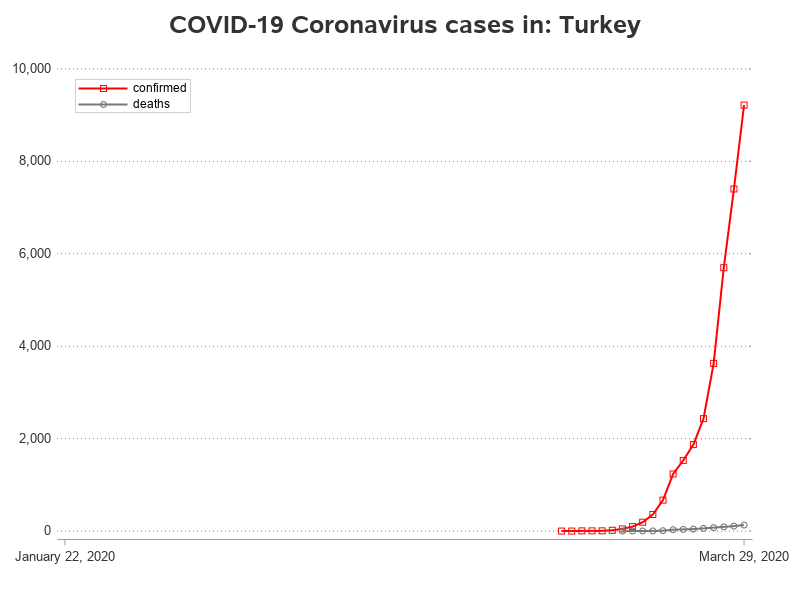 COVID-19 Coronavirus cases in: Turkey
10,000
confirmed
deaths
8,000
6,000
4,000
2,000
0
January 22, 2020
March 29, 2020